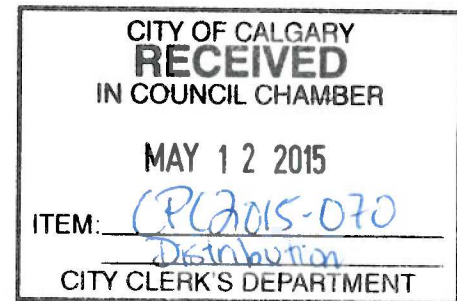 CITY OF CALGARY
RECEIVED
IN COUNCIL CHAMBER
MAY 12 2015
ITEM: CPC2015-070
Distribution
CITY CLERK'S DEPARTMENT